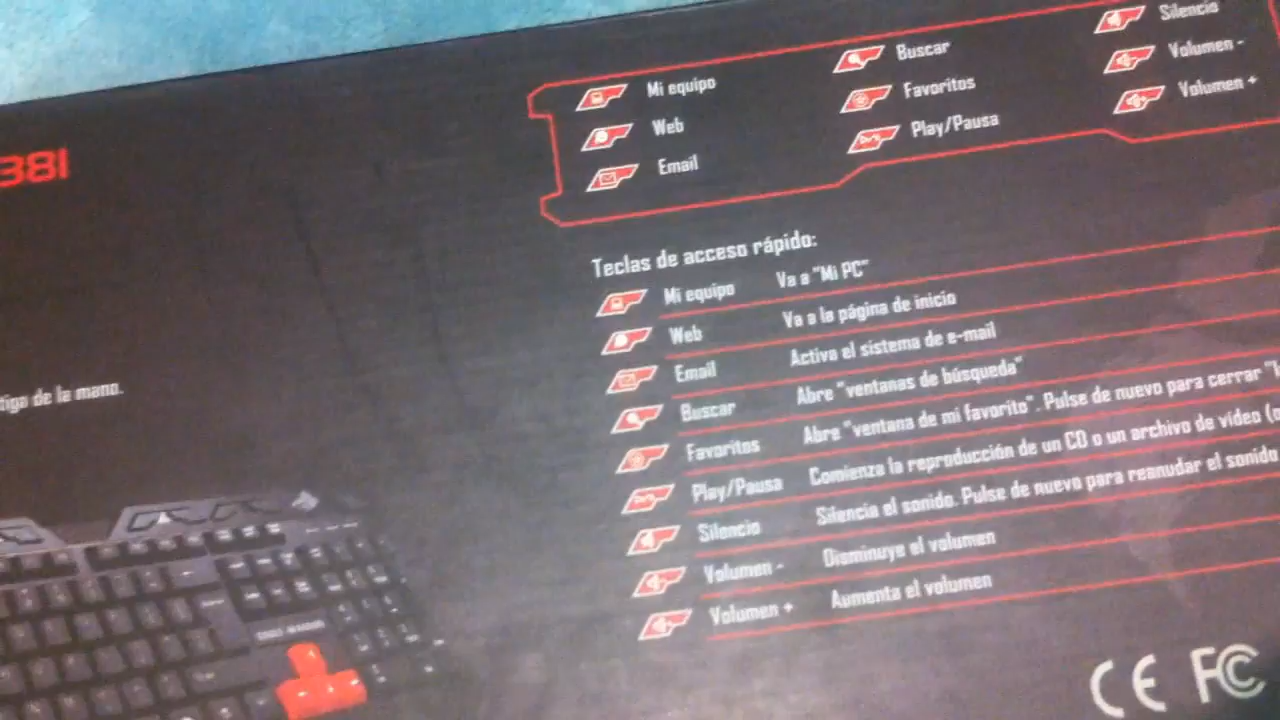 381
tiga de la mano.
Mi equipo
Web
Email
Buscar
Favoritos
Play/Pausa
Silencio
Volumen -
Volumen +
Teclas de acceso rápido:
Mi equipo Va a "Mi PC"
Web Va a la página de inicio
Email Activa el sistema de e-mail
Buscar Abre "ventanas de búsqueda"
Favoritos Abre "ventana de mi favorito". Pulse de nuevo para cerrar
Play/Pausa Comienza la reproducción de un CD o un archivo de vídeo
Silencio Silencia el sonido. Pulse de nuevo para reanudar el sonido
Volumen - Disminuye el volumen
Volumen + Aumenta el volumen
CE FC